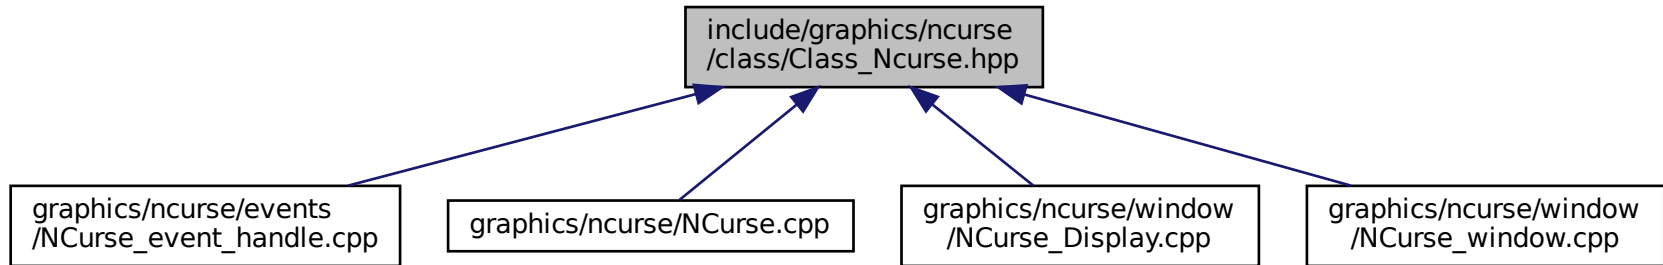 include/graphics/ncurse
/class/Class_Ncurse.hpp
graphics/ncurse/events
/NCurse_event_handle.cpp
graphics/ncurse/NCurse.cpp
graphics/ncurse/window
/NCurse_Display.cpp
graphics/ncurse/window
/NCurse_window.cpp